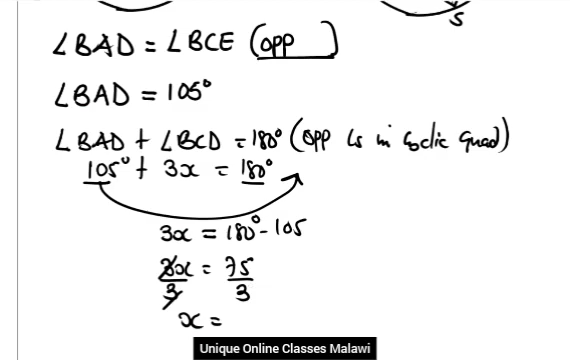 5
∠BAD = ∠BCE (opp )
∠BAD = 105°
∠BAD + ∠BCD = 180° (opp ∠s in cyclic quad)
105° + 3x = 180°
3x = 180° - 105
3x = 75
3 3
x =
Unique Online Classes Malawi